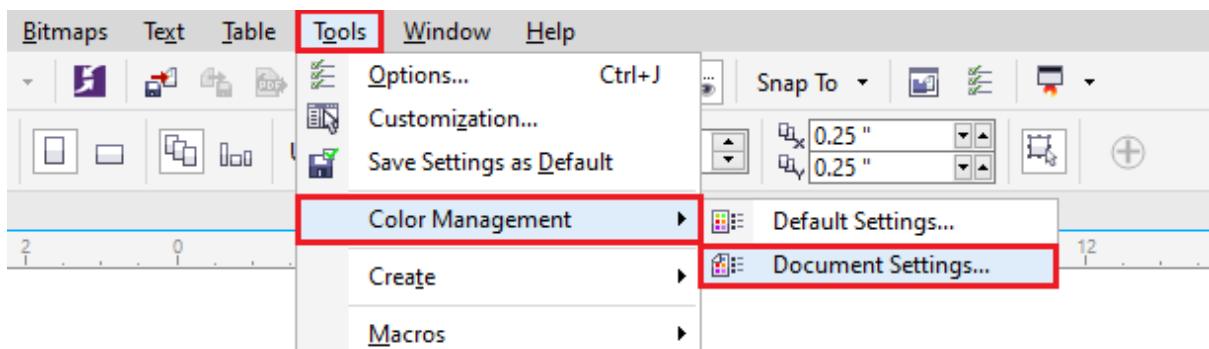 Bitmaps Text Table Tools Window Help
PDF Options... Ctrl+J Snap To
Customization...
0.25 "
Save Settings as Default
0.25 "
Color Management Default Settings...
2 0 12
Document Settings...
Create
Macros